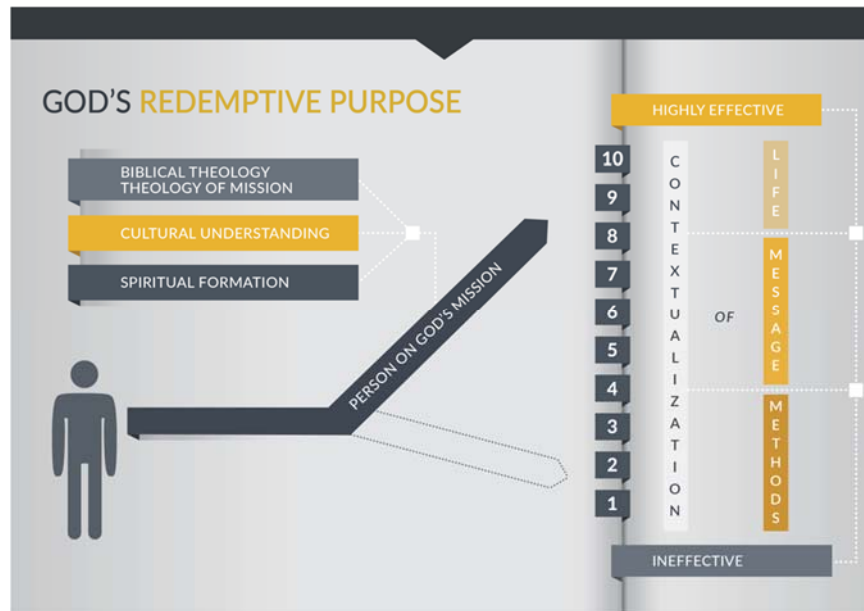 GOD'S REDEMPTIVE PURPOSE
BIBLICAL THEOLOGY
THEOLOGY OF MISSION
CULTURAL UNDERSTANDING
SPIRITUAL FORMATION
PERSON ON GOD'S MISSION
HIGHLY EFFECTIVE
10
9
8
7
6
5
4
3
2
1
CONTEXTUALIZATION
OF
LIFE
MESSAGE
METHODS
INEFFECTIVE